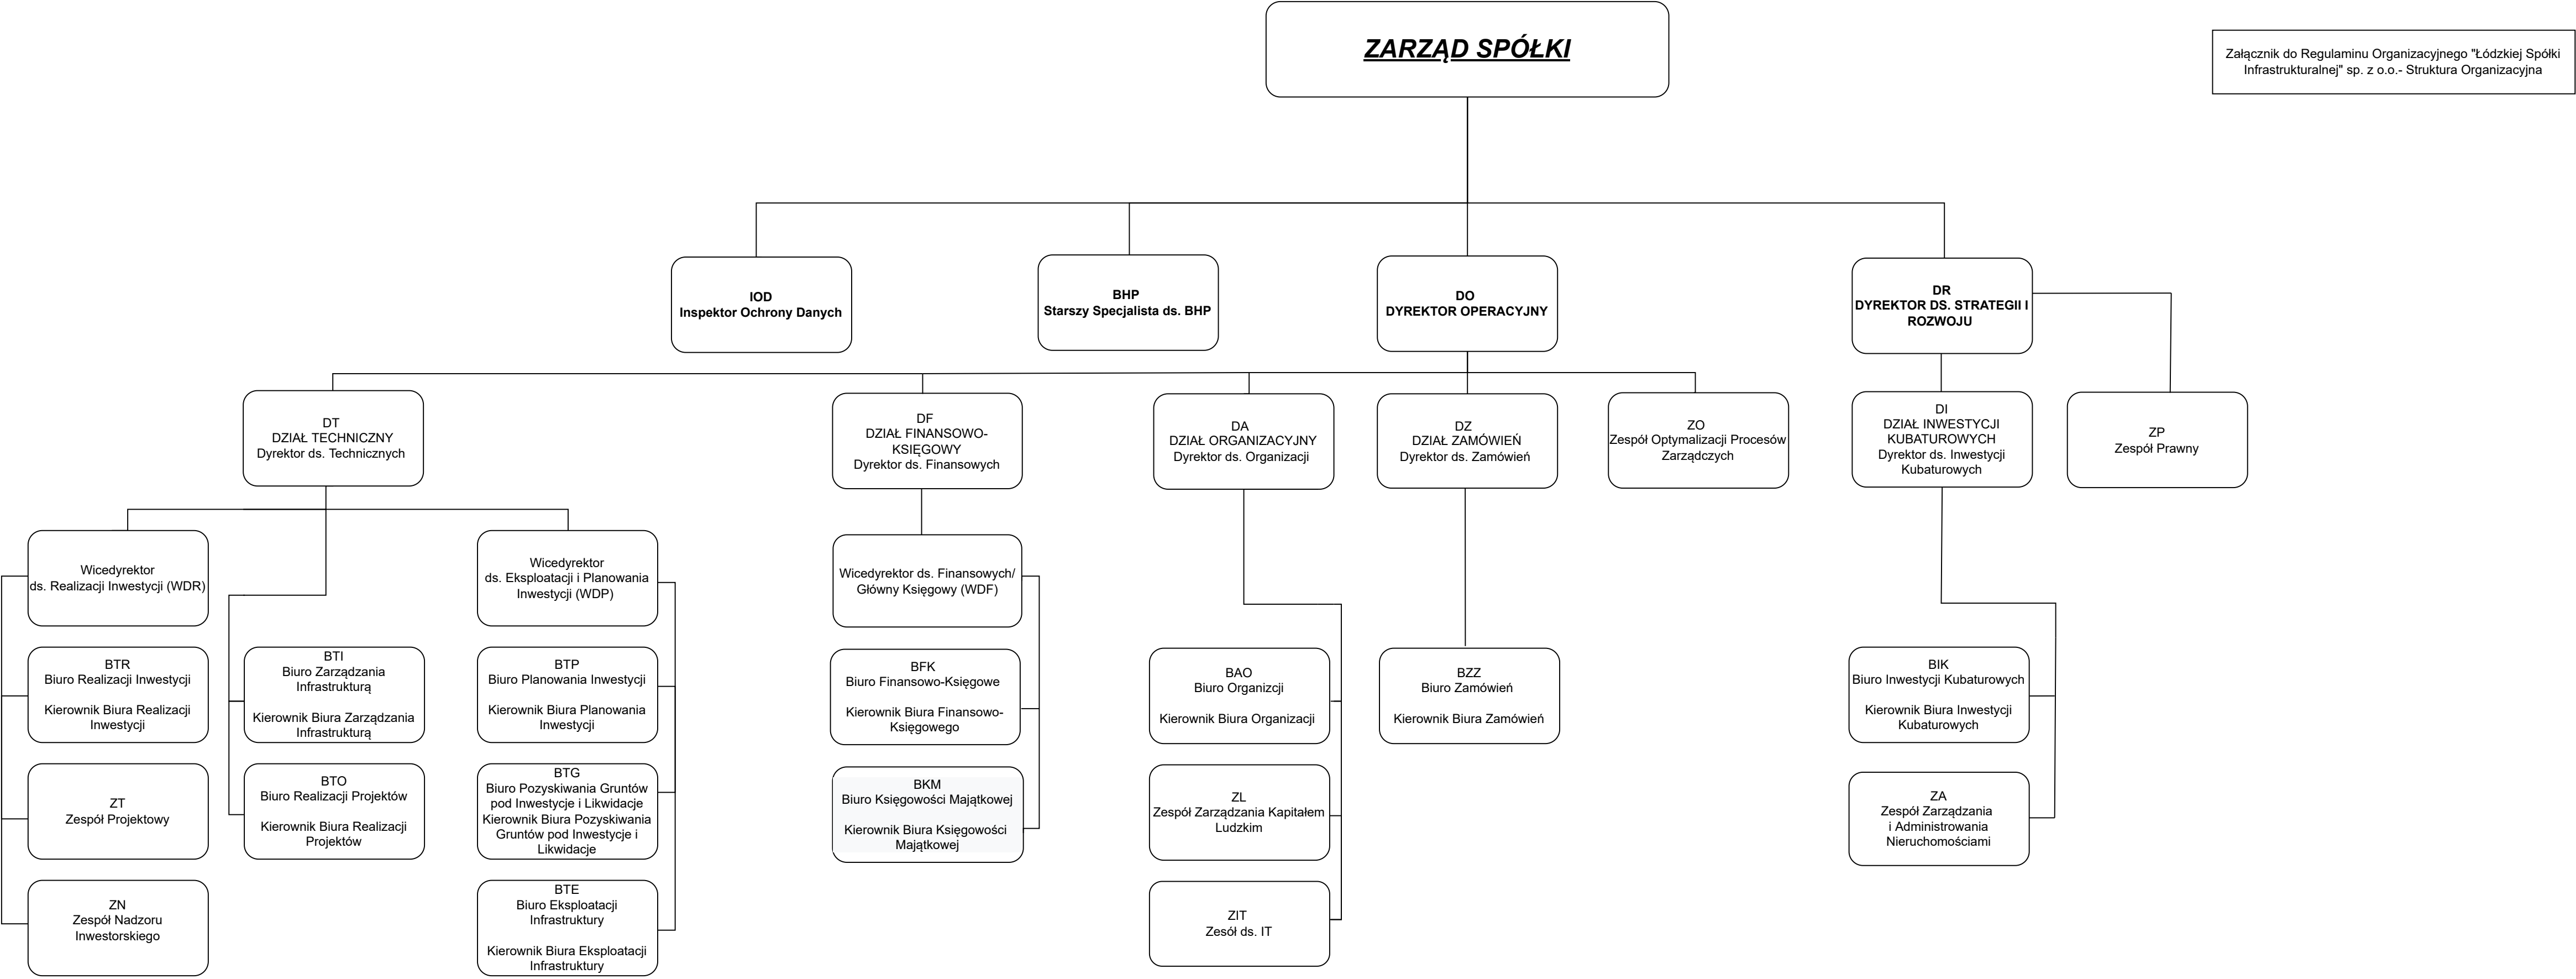 ZARZĄD SPÓŁKI
Załącznik do Regulaminu Organizacyjnego "Łódzkiej Spółki
Infrastrukturalnej" sp. z o.o.- Struktura Organizacyjna
IOD
Inspektor Ochrony Danych
BHP
Starszy Specjalista ds. BHP
DO
DYREKTOR OPERACYJNY
DR
DYREKTOR DS. STRATEGII I
ROZWOJU
DT
DZIAŁ TECHNICZNY
Dyrektor ds. Technicznych
DF
DZIAŁ FINANSOWO-
KSIĘGOWY
Dyrektor ds. Finansowych
DA
DZIAŁ ORGANIZACYJNY
Dyrektor ds. Organizacji
DZ
DZIAŁ ZAMÓWIEŃ
Dyrektor ds. Zamówień
ZO
Zespół Optymalizacji Procesów
Zarządczych
DI
DZIAŁ INWESTYCJI
KUBATUROWYCH
Dyrektor ds. Inwestycji
Kubaturowych
ZP
Zespół Prawny
Wicedyrektor
ds. Realizacji Inwestycji (WDR)
Wicedyrektor
ds. Eksploatacji i Planowania
Inwestycji (WDP)
Wicedyrektor ds. Finansowych/
Główny Księgowy (WDF)
BTR
Biuro Realizacji Inwestycji
Kierownik Biura Realizacji
Inwestycji
BTI
Biuro Zarządzania
Infrastrukturą
Kierownik Biura Zarządzania
Infrastrukturą
BTP
Biuro Planowania Inwestycji
Kierownik Biura Planowania
Inwestycji
BFK
Biuro Finansowo-Księgowe
Kierownik Biura Finansowo-
Księgowego
BAO
Biuro Organizcji
Kierownik Biura Organizacji
BZZ
Biuro Zamówień
Kierownik Biura Zamówień
BIK
Biuro Inwestycji Kubaturowych
Kierownik Biura Inwestycji
Kubaturowych
ZT
Zespół Projektowy
BTO
Biuro Realizacji Projektów
Kierownik Biura Realizacji
Projektów
BTG
Biuro Pozyskiwania Gruntów
pod Inwestycje i Likwidacje
Kierownik Biura Pozyskiwania
Gruntów pod Inwestycje i
Likwidacje
BKM
Biuro Księgowości Majątkowej
Kierownik Biura Księgowości
Majątkowej
ZL
Zespół Zarządzania Kapitałem
Ludzkim
ZA
Zespół Zarządzania
i Administrowania
Nieruchomościami
ZN
Zespół Nadzoru
Inwestorskiego
BTE
Biuro Eksploatacji
Infrastruktury
Kierownik Biura Eksploatacji
Infrastruktury
ZIT
Zesół ds. IT